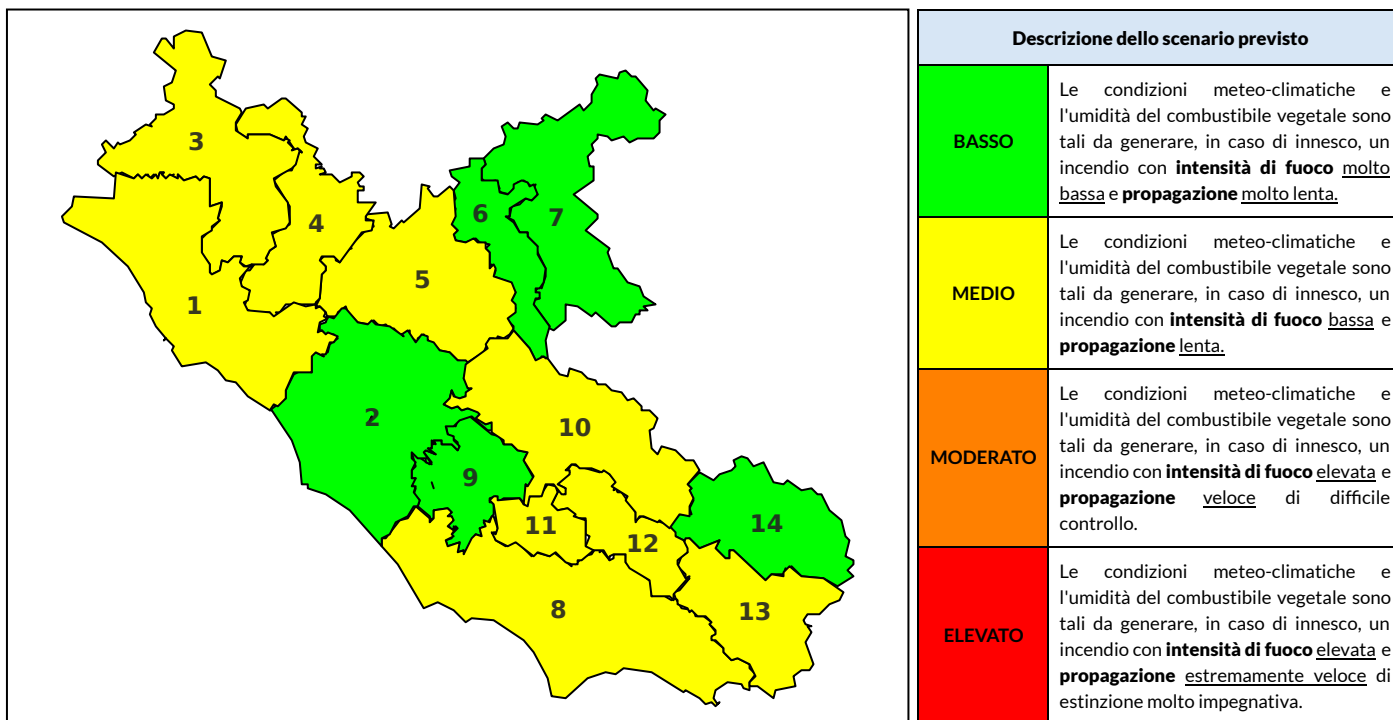 3
4
6
7
5
1
2
10
9
14
11
12
8
13
Descrizione dello scenario previsto
BASSO
Le condizioni meteo-climatiche e
l'umidità del combustibile vegetale sono
tali da generare, in caso di innesco, un
incendio con intensità di fuoco molto
bassa e propagazione molto lenta.
MEDIO
Le condizioni meteo-climatiche e
l'umidità del combustibile vegetale sono
tali da generare, in caso di innesco, un
incendio con intensità di fuoco bassa e
propagazione lenta.
MODERATO
Le condizioni meteo-climatiche e
l'umidità del combustibile vegetale sono
tali da generare, in caso di innesco, un
incendio con intensità di fuoco elevata e
propagazione veloce di difficile
controllo.
ELEVATO
Le condizioni meteo-climatiche e
l'umidità del combustibile vegetale sono
tali da generare, in caso di innesco, un
incendio con intensità di fuoco elevata e
propagazione estremamente veloce di
estinzione molto impegnativa.